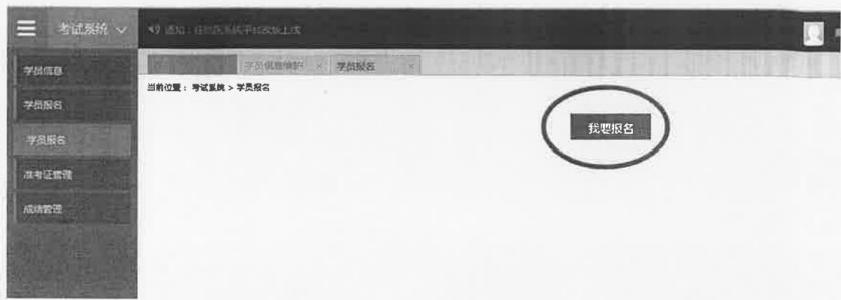 考试系统
学员信息
学员信息维护 ×
学员报名 ×
当前位置：考试系统 > 学员报名
我要报名
学员报名
学员报名
准考证管理
成绩管理